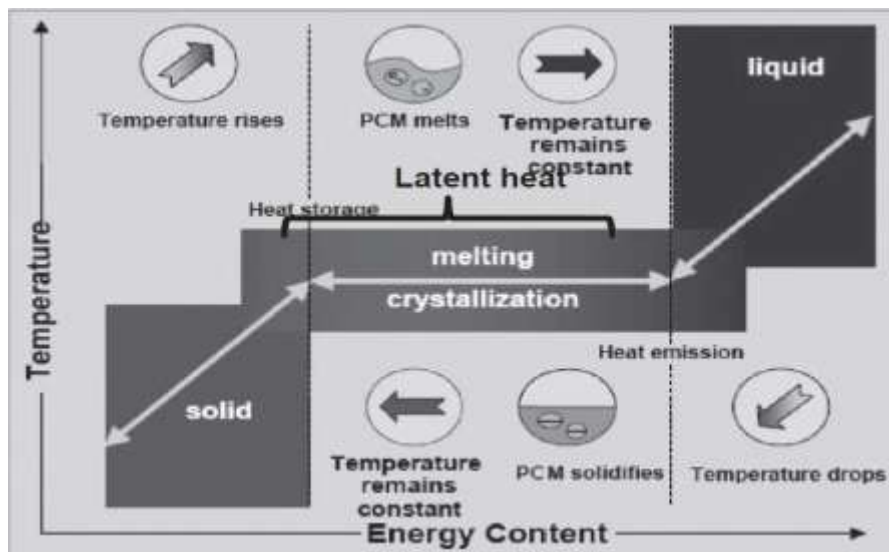 Temperature rises
PCM melts
Temperature
remains
constant
liquid
Latent heat
Heat storage
melting
crystallization
Temperature
Heat emission
solid
Temperature
remains
constant
PCM solidifies
Temperature drops
Energy Content